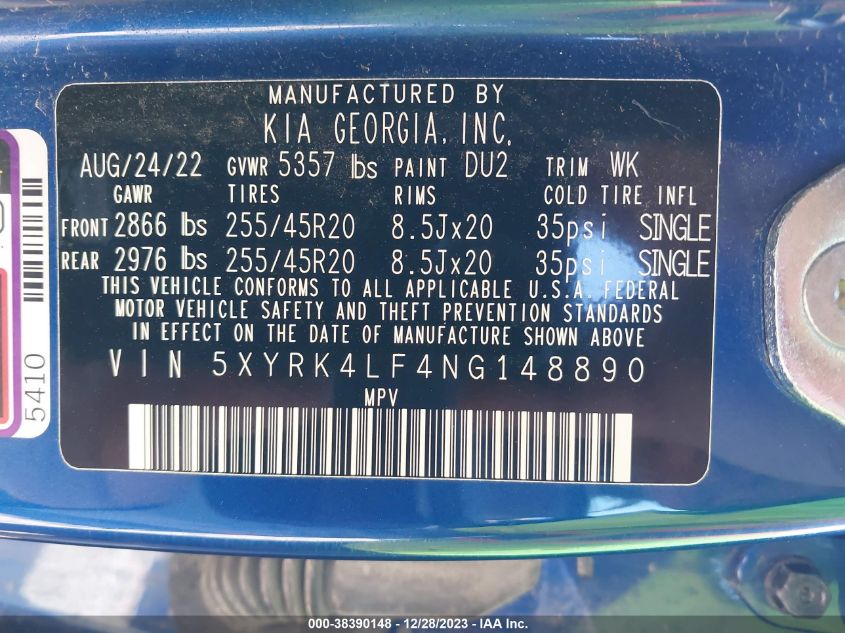 MANUFACTURED BY
KIA GEORGIA, INC.
AUG/24/22 GVWR 5357 lbs PAINT DU2 TRIM WK
GAWR TIRES RIMS COLD TIRE INFL
FRONT 2866 lbs 255/45R20 8.5Jx20 35psi SINGLE
REAR 2976 lbs 255/45R20 8.5Jx20 35psi SINGLE
THIS VEHICLE CONFORMS TO ALL APPLICABLE U.S.A. FEDERAL
MOTOR VEHICLE SAFETY AND THEFT PREVENTION STANDARDS
IN EFFECT ON THE DATE OF MANUFACTURE SHOWN ABOVE
VIN 5XYRK4LF4NG148890
MPV
5410
000-38390148 - 12/28/2023 - IAA Inc.